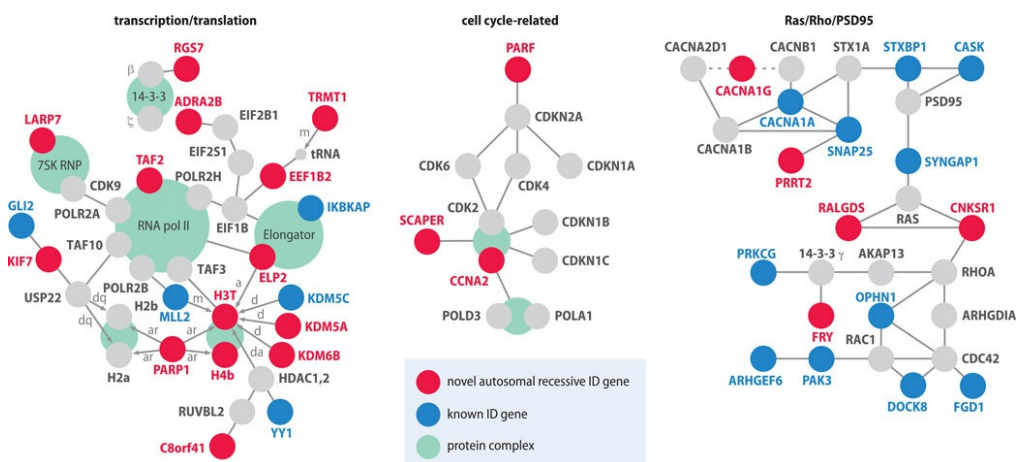 transcription/translation
RGS7
β
14-3-3
ζ
ADRA2B
EIF2B1
TRMT1
m
tRNA
LARP7
7SK RNP
TAF2
EIF2S1
CDK9
POLR2H
EEF1B2
GLI2
POLR2A
RNA pol II
EIF1B
IKBKAP
Elongator
KIF7
TAF10
TAF3
ELP2
USP22
POLR2B
a
dq
H2b
MLL2
m
H3T
d
KDM5C
dq
ar
ar
d
KDM5A
ar
ar
d
KDM6B
H2a
PARP1
H4b
da
HDAC1,2
RUVBL2
YY1
C8orf41
cell cycle-related
PARF
CDKN2A
CDK6
CDKN1A
CDK4
CDK2
CDKN1B
SCAPER
CDKN1C
CCNA2
POLD3
POLA1
novel autosomal recessive ID gene
known ID gene
protein complex
Ras/Rho/PSD95
CACNA2D1
CACNB1
STX1A
STXBP1
CASK
CACNA1G
PSD95
CACNA1A
CACNA1B
SNAP25
SYNGAP1
PRRT2
RALGDS
RAS
CNKSR1
PRKCG
14-3-3 γ
AKAP13
RHOA
OPHN1
FRY
ARHGDIA
RAC1
CDC42
ARHGEF6
PAK3
DOCK8
FGD1